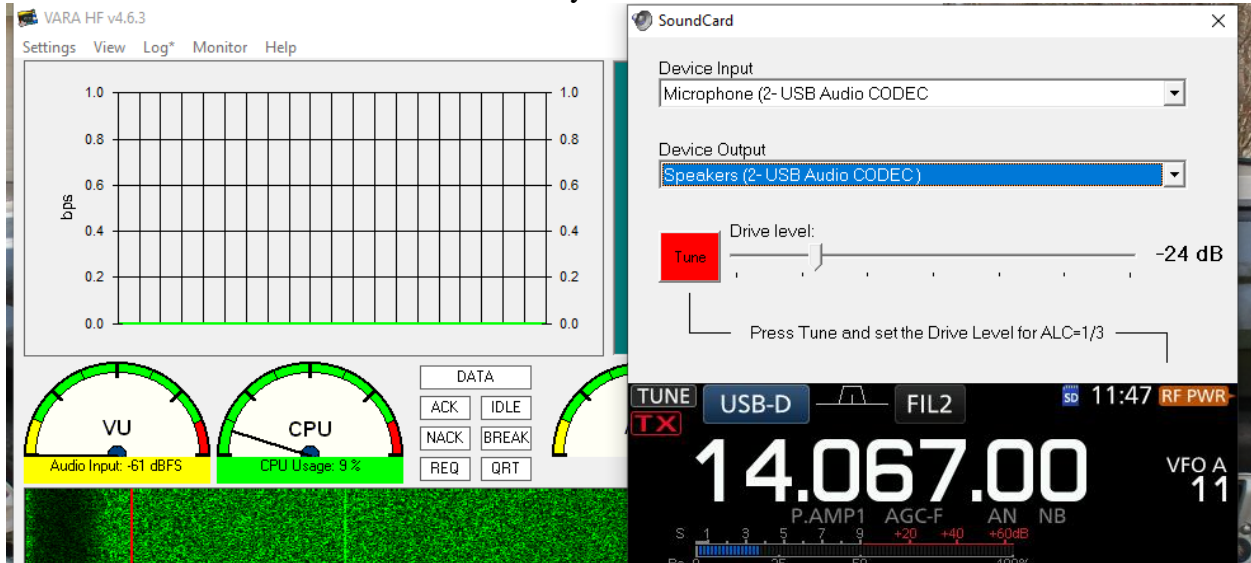 VARA HF v4.6.3
Settings View Log* Monitor Help
1.0 1.0
0.8 0.8
0.6 0.6
0.4 0.4
0.2 0.2
0.0 0.0
bps
VU
Audio Input: -61 dBFS
CPU
CPU Usage: 9 %
DATA
ACK IDLE
NACK BREAK
REQ QRT
SoundCard
Device Input
Microphone (2- USB Audio CODEC
Device Output
Speakers (2- USB Audio CODEC)
Drive level:
Tune -24 dB
Press Tune and set the Drive Level for ALC=1/3
TUNE USB-D FIL2 SD 11:47 RF PWR
TX
14.067.00 VFO A
11
P.AMP1 AGC-F AN NB
S 1 3 5 7 9 +20 +40 +60dB